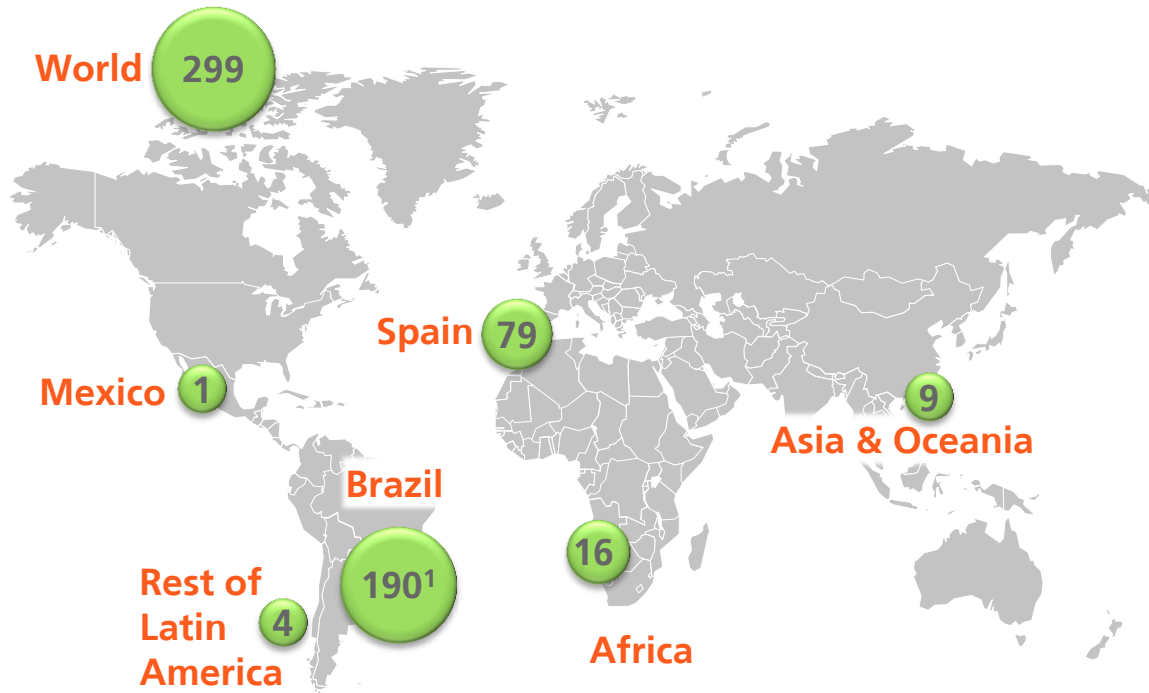 World
299
Spain
79
Mexico
1
9
Asia & Oceania
Brazil
190¹
16
Rest of
Latin
America
4
Africa